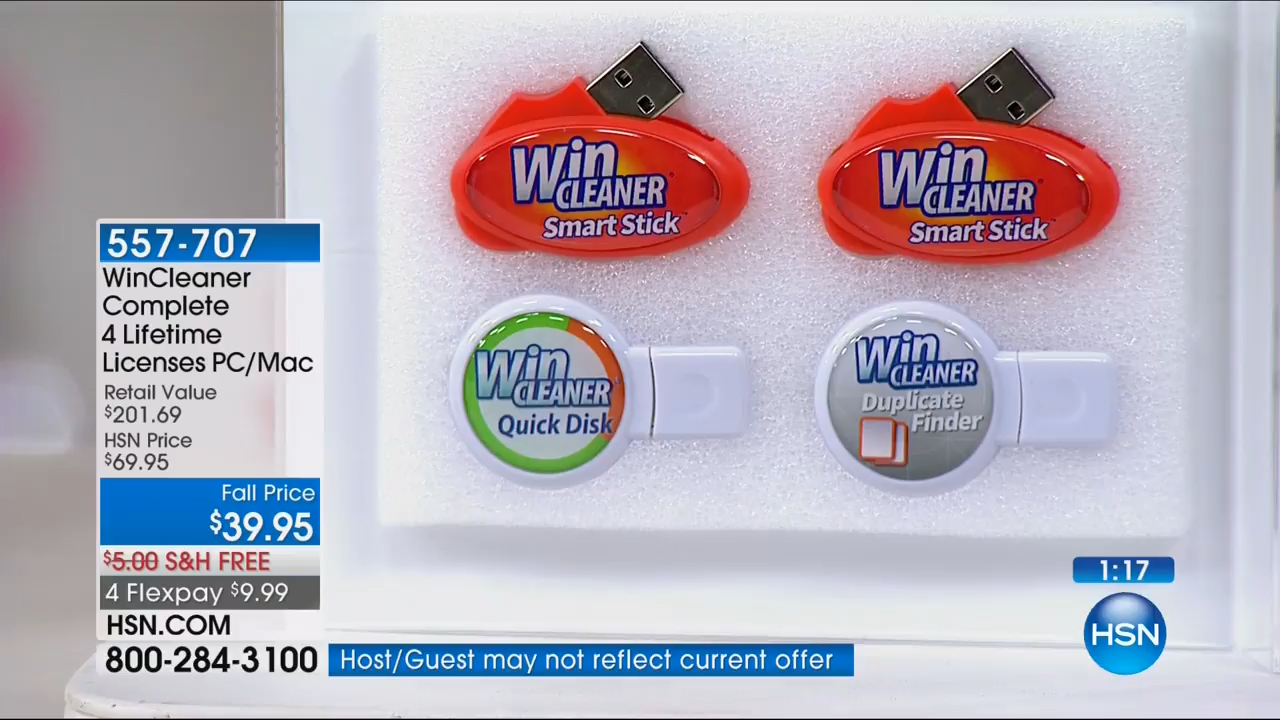 Win
CLEANER
Smart Stick™
Win
CLEANER
Smart Stick™
Win
CLEANER
Quick Disk
Win
CLEANER
Duplicate
Finder
557-707
WinCleaner
Complete
4 Lifetime
Licenses PC/Mac
Retail Value
$201.69
HSN Price
$69.95
Fall Price
$39.95
$5.00 S&H FREE
4 Flexpay $9.99
HSN.COM
800-284-3100
Host/Guest may not reflect current offer
1:17
HSN